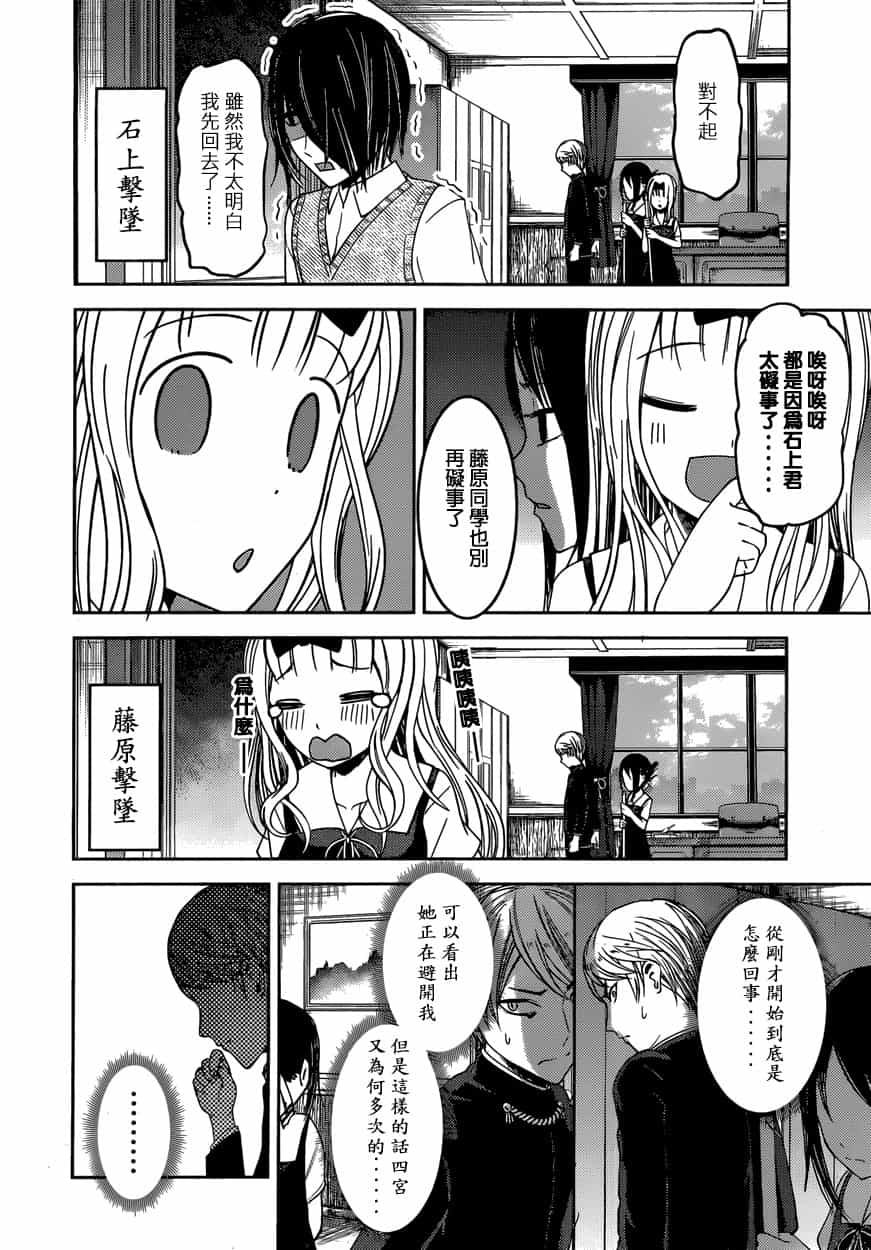 對不起
雖然我不太明白
我先回去了......
石上擊墜
唉呀唉呀
都是因爲石上君
太礙事了......
藤原同學也別
再礙事了
咦咦咦咦—
爲什麼—
藤原擊墜
從剛才開始到底是
怎麼回事......
可以看出
她正在避開我
但是這樣的話四宮
又為何多次的......
.........